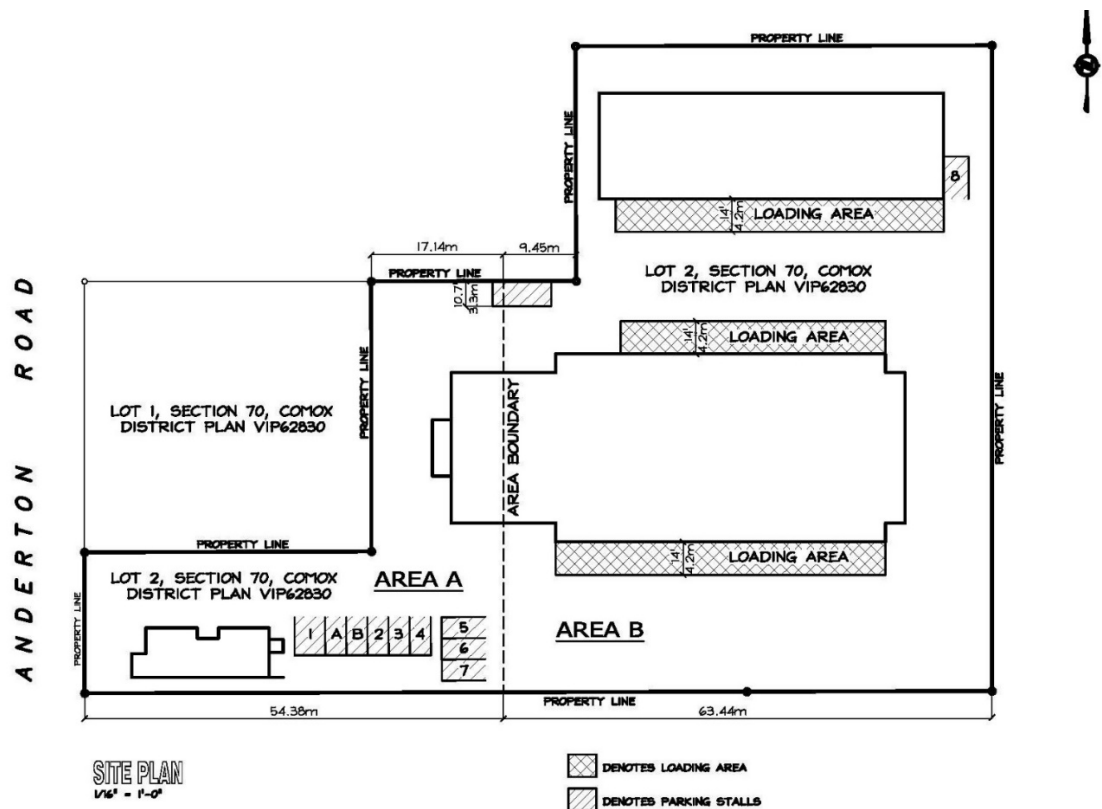 PROPERTY LINE
N
PROPERTY LINE
8
14'
4.2m
LOADING AREA
17.14m
9.45m
PROPERTY LINE
LOT 2, SECTION 70, COMOX
DISTRICT PLAN VIP62830
10.7'
3.3m
14'
4.2m
LOADING AREA
ANDERTON ROAD
LOT 1, SECTION 70, COMOX
DISTRICT PLAN VIP62830
PROPERTY LINE
AREA BOUNDARY
PROPERTY LINE
PROPERTY LINE
14'
4.2m
LOADING AREA
LOT 2, SECTION 70, COMOX
DISTRICT PLAN VIP62830
AREA A
PROPERTY LINE
1 A B 2 3 4
5
6
7
AREA B
PROPERTY LINE
54.38m
63.44m
SITE PLAN
1/16" = 1'-0"
DENOTES LOADING AREA
DENOTES PARKING STALLS